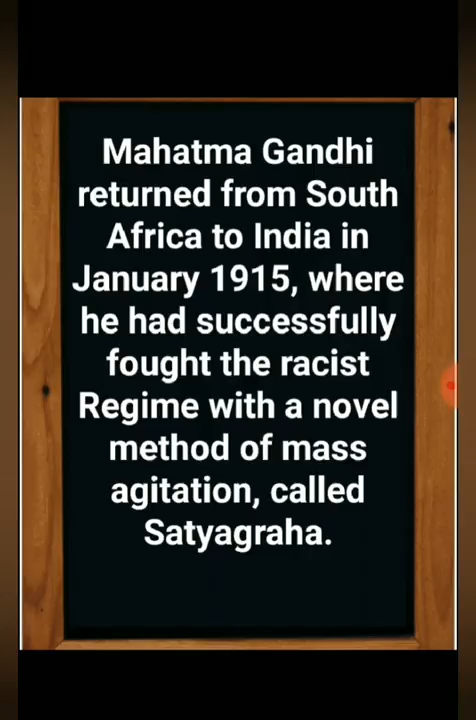 Mahatma Gandhi
returned from South
Africa to India in
January 1915, where
he had successfully
fought the racist
Regime with a novel
method of mass
agitation, called
Satyagraha.